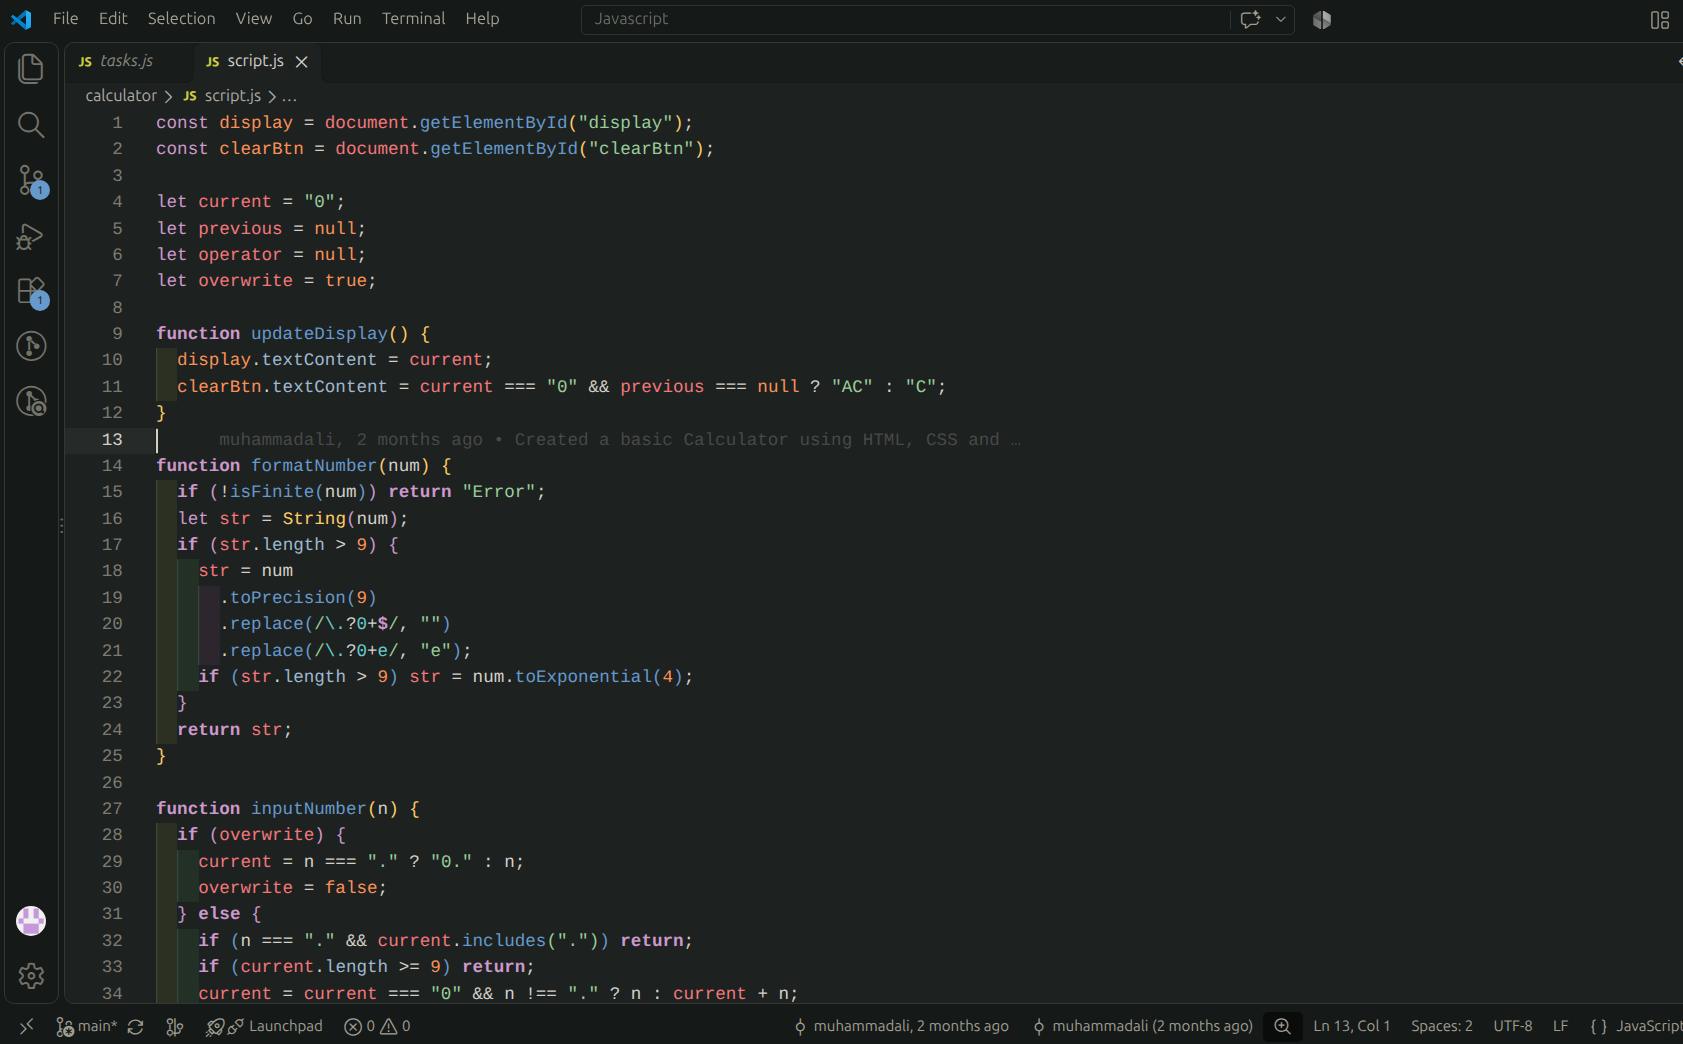 File Edit Selection View Go Run Terminal Help
Javascript
JS tasks.js JS script.js
calculator > JS script.js > ...
1 const display = document.getElementById("display");
2 const clearBtn = document.getElementById("clearBtn");
3
4 let current = "0";
5 let previous = null;
6 let operator = null;
7 let overwrite = true;
8
9 function updateDisplay() {
10 display.textContent = current;
11 clearBtn.textContent = current === "0" && previous === null ? "AC" : "C";
12 }
13 muhammadali, 2 months ago • Created a basic Calculator using HTML, CSS and …
14 function formatNumber(num) {
15 if (!isFinite(num)) return "Error";
16 let str = String(num);
17 if (str.length > 9) {
18 str = num
19 .toPrecision(9)
20 .replace(/\.?0+$/, "")
21 .replace(/\.?0+e/, "e");
22 if (str.length > 9) str = num.toExponential(4);
23 }
24 return str;
25 }
26
27 function inputNumber(n) {
28 if (overwrite) {
29 current = n === "." ? "0." : n;
30 overwrite = false;
31 } else {
32 if (n === "." && current.includes(".")) return;
33 if (current.length >= 9) return;
34 current = current === "0" && n !== "." ? n : current + n;
1
1
main* Launchpad 0 0 muhammadali, 2 months ago muhammadali (2 months ago) Ln 13, Col 1 Spaces: 2 UTF-8 LF { } JavaScript